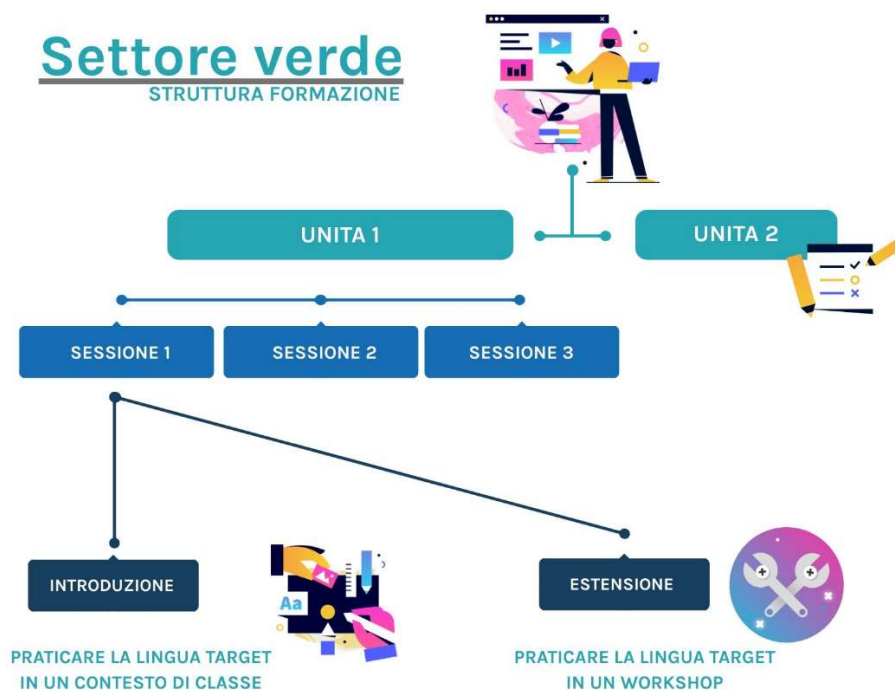 Settore verde
STRUTTURA FORMAZIONE
UNITA 1
UNITA 2
SESSIONE 1
SESSIONE 2
SESSIONE 3
INTRODUZIONE
Aa
ESTENSIONE
PRATICARE LA LINGUA TARGET
IN UN CONTESTO DI CLASSE
PRATICARE LA LINGUA TARGET
IN UN WORKSHOP